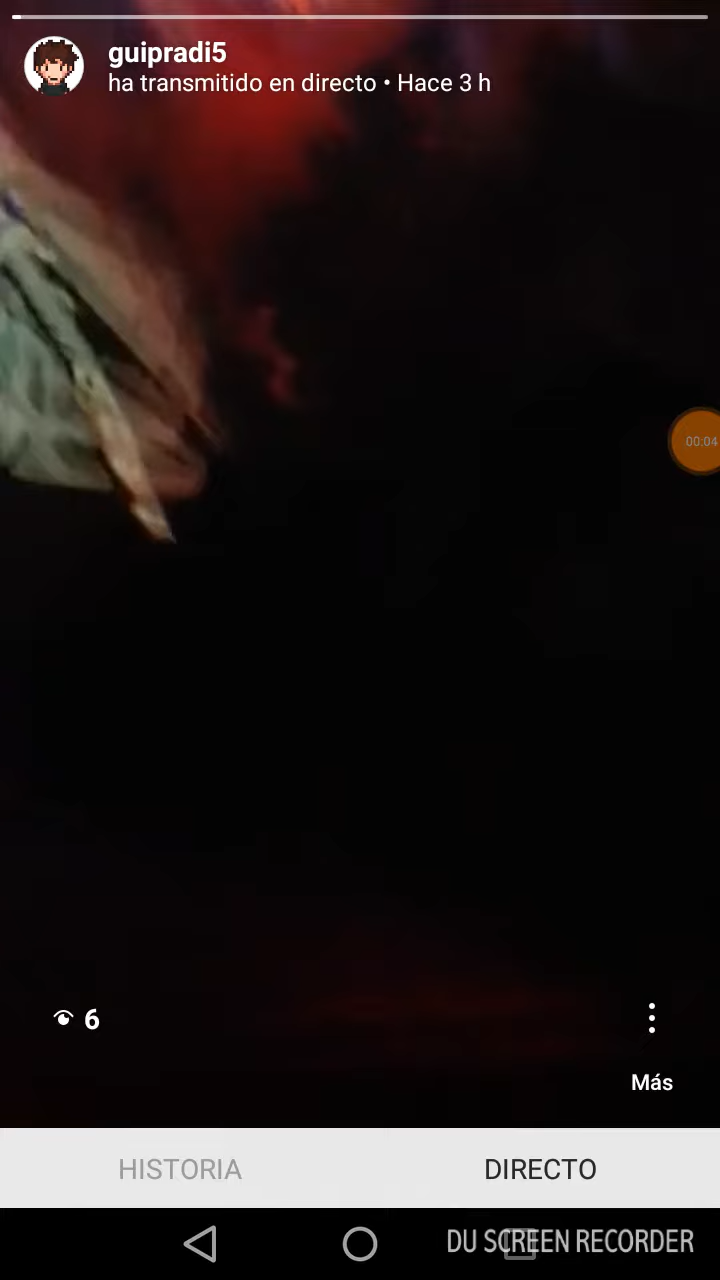 guipradi5
ha transmitido en directo • Hace 3 h
00:04
6
Más
HISTORIA DIRECTO
DU SCREEN RECORDER